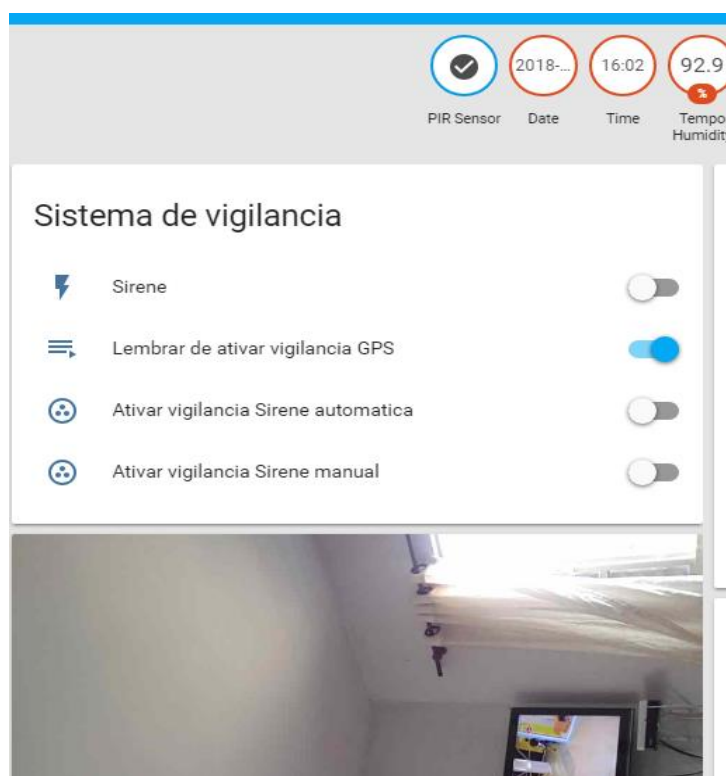 2018-...
16:02
92.9
%
PIR Sensor
Date
Time
Tempo
Humidity
Sistema de vigilancia
Sirene
Lembrar de ativar vigilancia GPS
Ativar vigilancia Sirene automatica
Ativar vigilancia Sirene manual